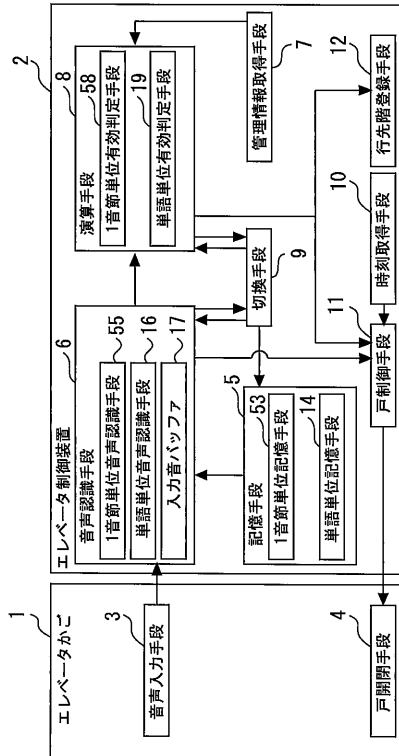 1
エレベータかご
3
音声入力手段
4
戸開閉手段
2
エレベータ制御装置
6
音声認識手段
55
1音節単位音声認識手段
16
単語単位音声認識手段
17
入力音バッファ
8
演算手段
58
1音節単位有効判定手段
19
単語単位有効判定手段
5
記憶手段
53
1音節単位記憶手段
14
単語単位記憶手段
切換手段
9
管理情報取得手段
7
11
戸制御手段
10
時刻取得手段
12
行先階登録手段